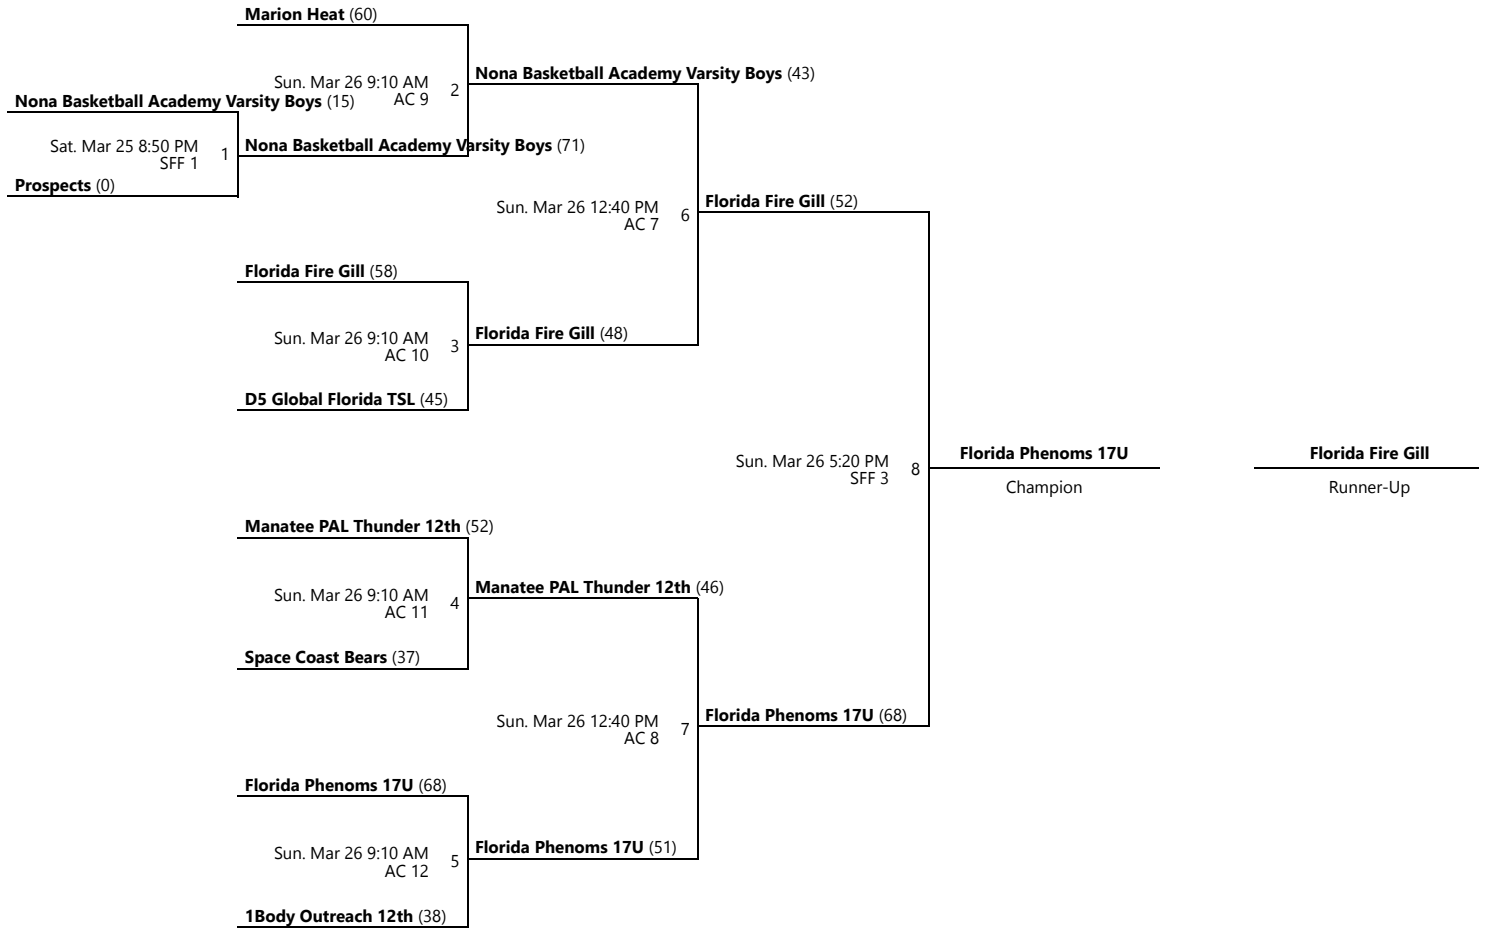 Marion Heat (60)
Sun. Mar 26 9:10 AM
AC 9
2
Nona Basketball Academy Varsity Boys (43)
Nona Basketball Academy Varsity Boys (15)
Sat. Mar 25 8:50 PM
SFF 1
1
Nona Basketball Academy Varsity Boys (71)
Prospects (0)
Sun. Mar 26 12:40 PM
AC 7
6
Florida Fire Gill (52)
Florida Fire Gill (58)
Sun. Mar 26 9:10 AM
AC 10
3
Florida Fire Gill (48)
D5 Global Florida TSL (45)
Sun. Mar 26 5:20 PM
SFF 3
8
Florida Phenoms 17U
Champion
Florida Fire Gill
Runner-Up
Manatee PAL Thunder 12th (52)
Sun. Mar 26 9:10 AM
AC 11
4
Manatee PAL Thunder 12th (46)
Space Coast Bears (37)
Sun. Mar 26 12:40 PM
AC 8
7
Florida Phenoms 17U (68)
Florida Phenoms 17U (68)
Sun. Mar 26 9:10 AM
AC 12
5
Florida Phenoms 17U (51)
1Body Outreach 12th (38)